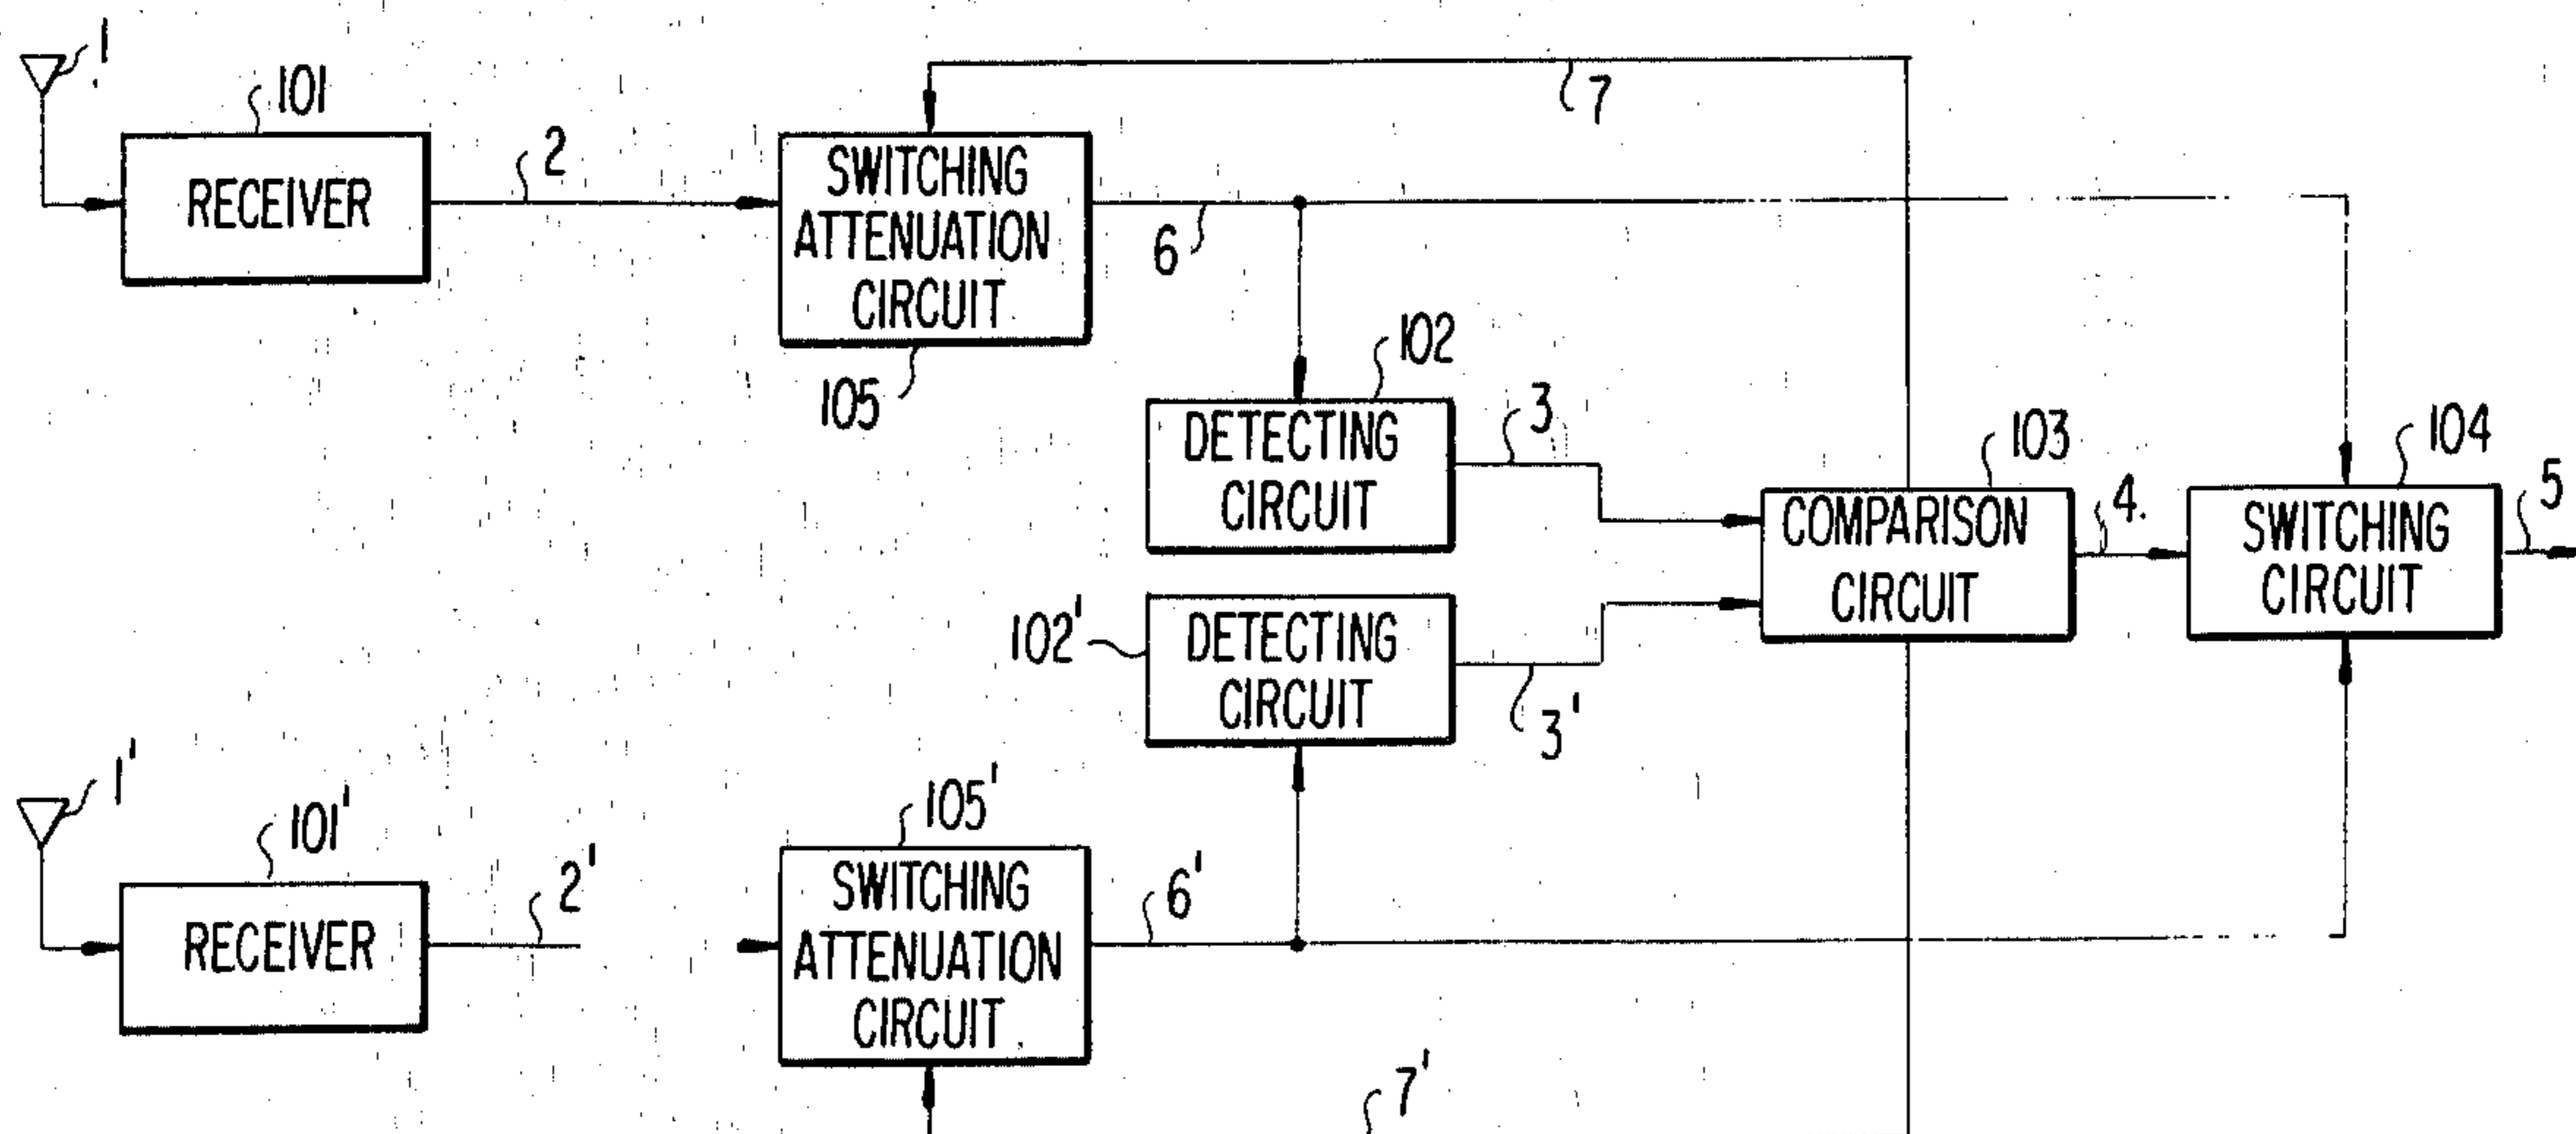 1
101
RECEIVER
2
SWITCHING
ATTENUATION
CIRCUIT
105
7
6
102
DETECTING
CIRCUIT
3
103
COMPARISON
CIRCUIT
4
104
SWITCHING
CIRCUIT
5
102'
DETECTING
CIRCUIT
3'
1'
101'
RECEIVER
2'
105'
SWITCHING
ATTENUATION
CIRCUIT
6'
7'